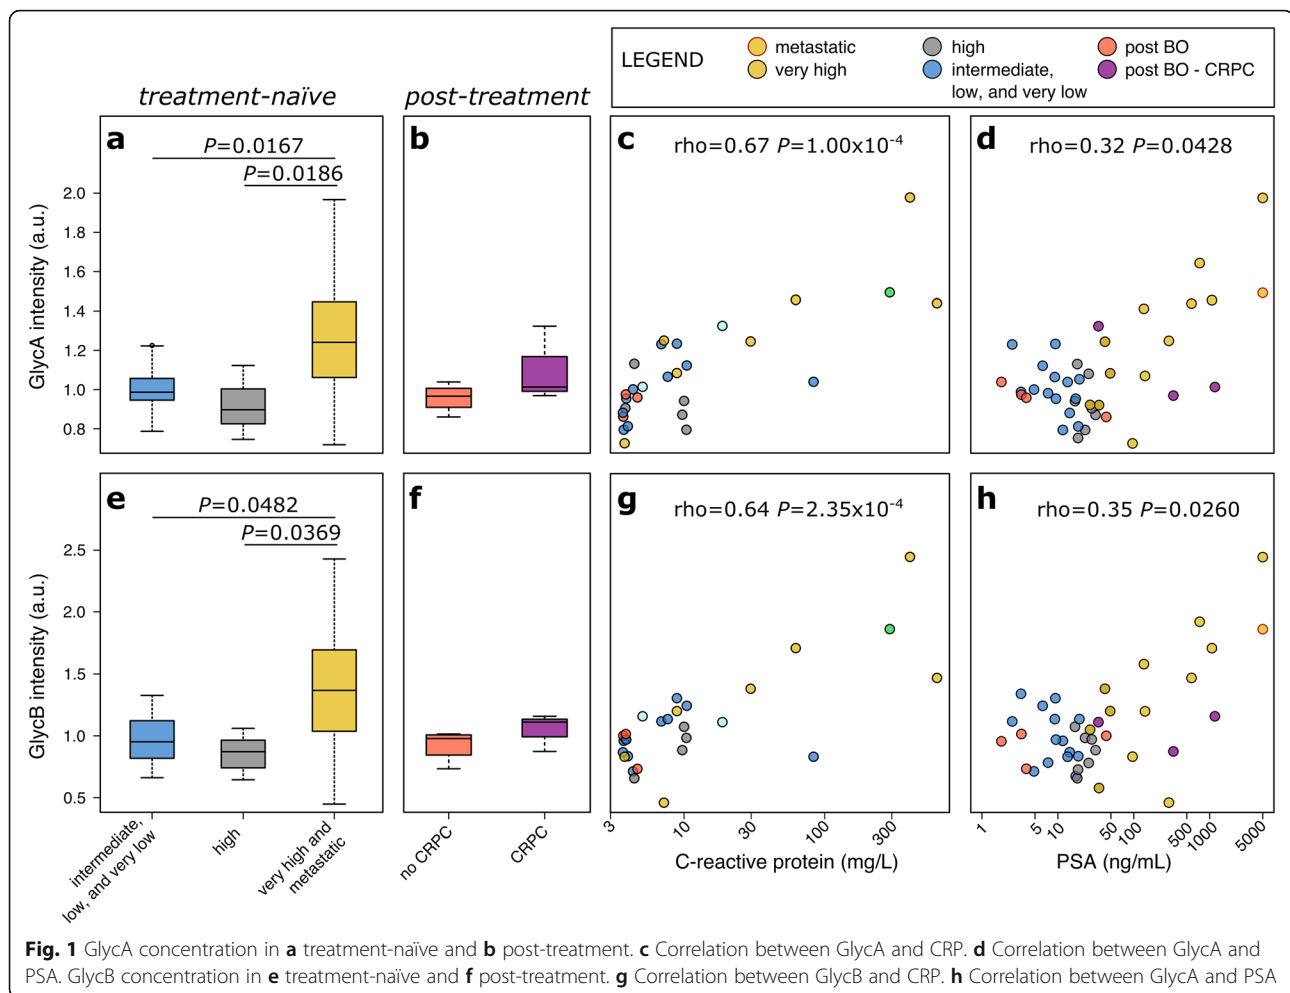 LEGEND
metastatic
very high
high
intermediate,
low, and very low
post BO
post BO - CRPC
treatment-naïve
post-treatment
a
P=0.0167
P=0.0186
b
c
rho=0.67 P=1.00x10⁻⁴
d
rho=0.32 P=0.0428
GlycA intensity (a.u.)
2.0
1.8
1.6
1.4
1.2
1.0
0.8
e
P=0.0482
P=0.0369
f
g
rho=0.64 P=2.35x10⁻⁴
h
rho=0.35 P=0.0260
GlycB intensity (a.u.)
2.5
2.0
1.5
1.0
0.5
intermediate,
low, and very low
high
very high and
metastatic
no CRPC
CRPC
3 10 30 100 300
C-reactive protein (mg/L)
1 5 10 50 100 500 1000 5000
PSA (ng/mL)
Fig. 1 GlycA concentration in a treatment-naïve and b post-treatment. c Correlation between GlycA and CRP. d Correlation between GlycA and
PSA. GlycB concentration in e treatment-naïve and f post-treatment. g Correlation between GlycB and CRP. h Correlation between GlycA and PSA